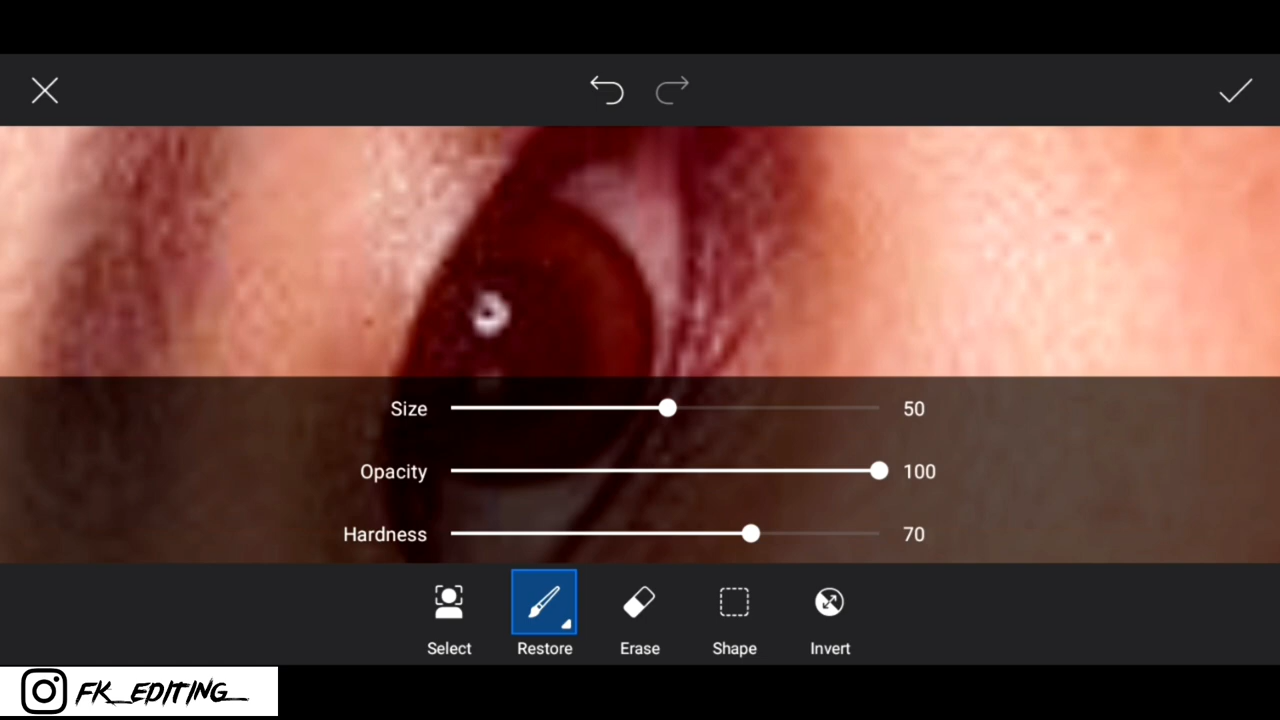 Size 50
Opacity 100
Hardness 70
Select Restore Erase Shape Invert
FK_EDITING_